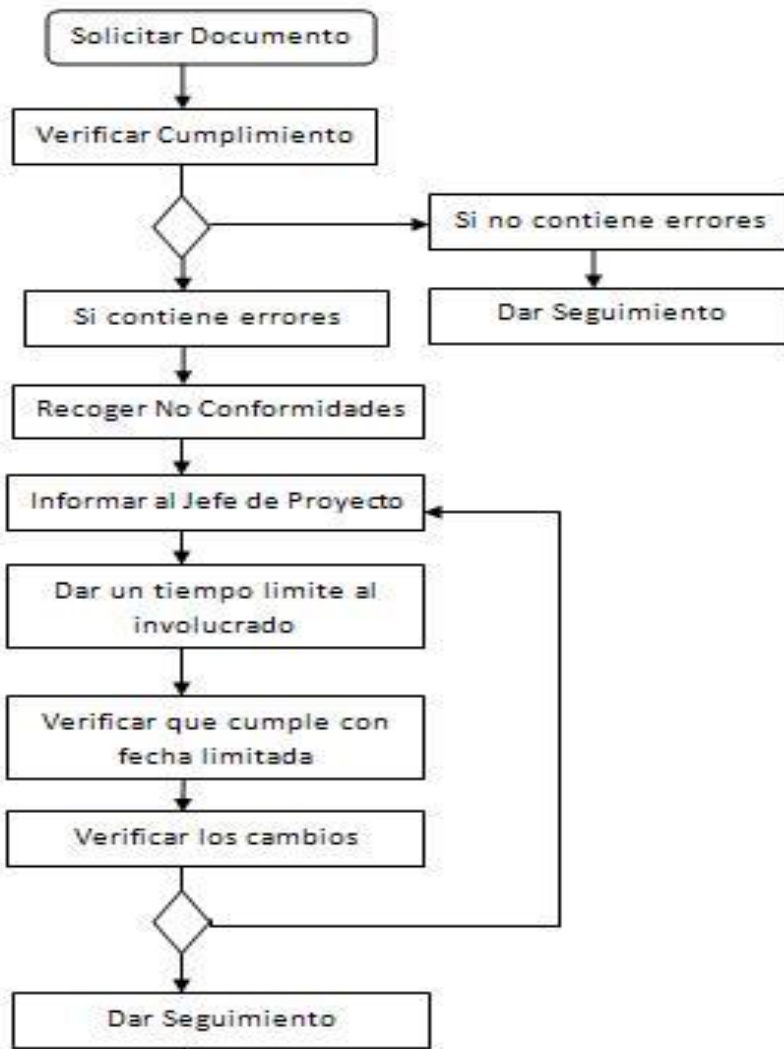 Solicitar Documento
Verificar Cumplimiento
Si no contiene errores
Dar Seguimiento
Si contiene errores
Recoger No Conformidades
Informar al Jefe de Proyecto
Dar un tiempo limite al
involucrado
Verificar que cumple con
fecha limitada
Verificar los cambios
Dar Seguimiento